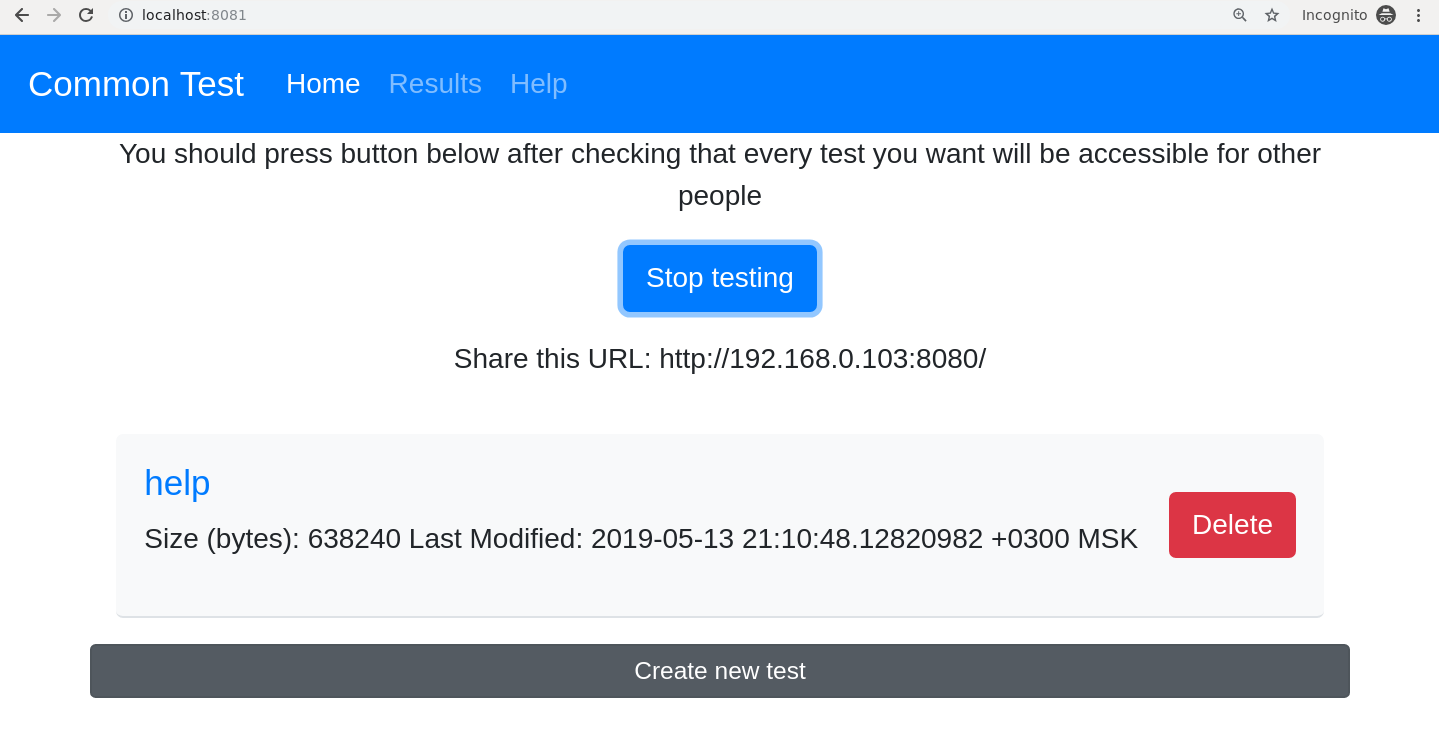 localhost:8081 Incognito
Common Test Home Results Help
You should press button below after checking that every test you want will be accessible for other
people
Stop testing
Share this URL: http://192.168.0.103:8080/
help
Size (bytes): 638240 Last Modified: 2019-05-13 21:10:48.12820982 +0300 MSK
Delete
Create new test